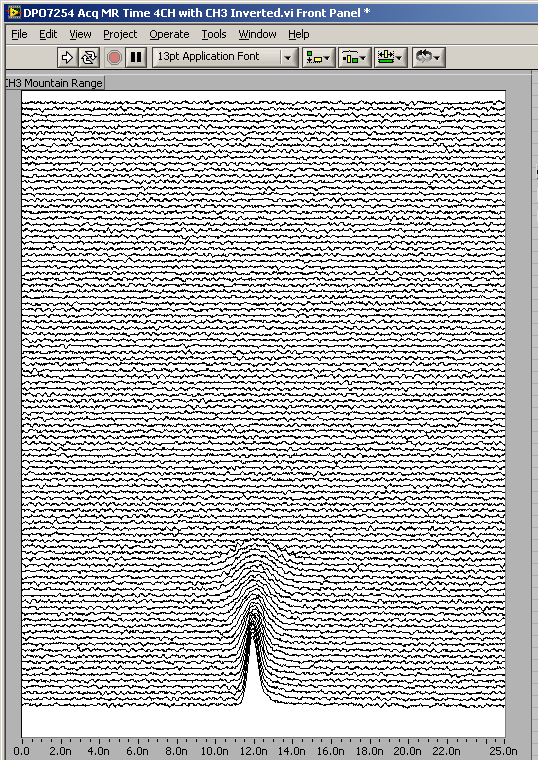 DPO7254 Acq MR Time 4CH with CH3 Inverted.vi Front Panel *
File Edit View Project Operate Tools Window Help
13pt Application Font
CH3 Mountain Range
0.0 2.0n 4.0n 6.0n 8.0n 10.0n 12.0n 14.0n 16.0n 18.0n 20.0n 22.0n 25.0n